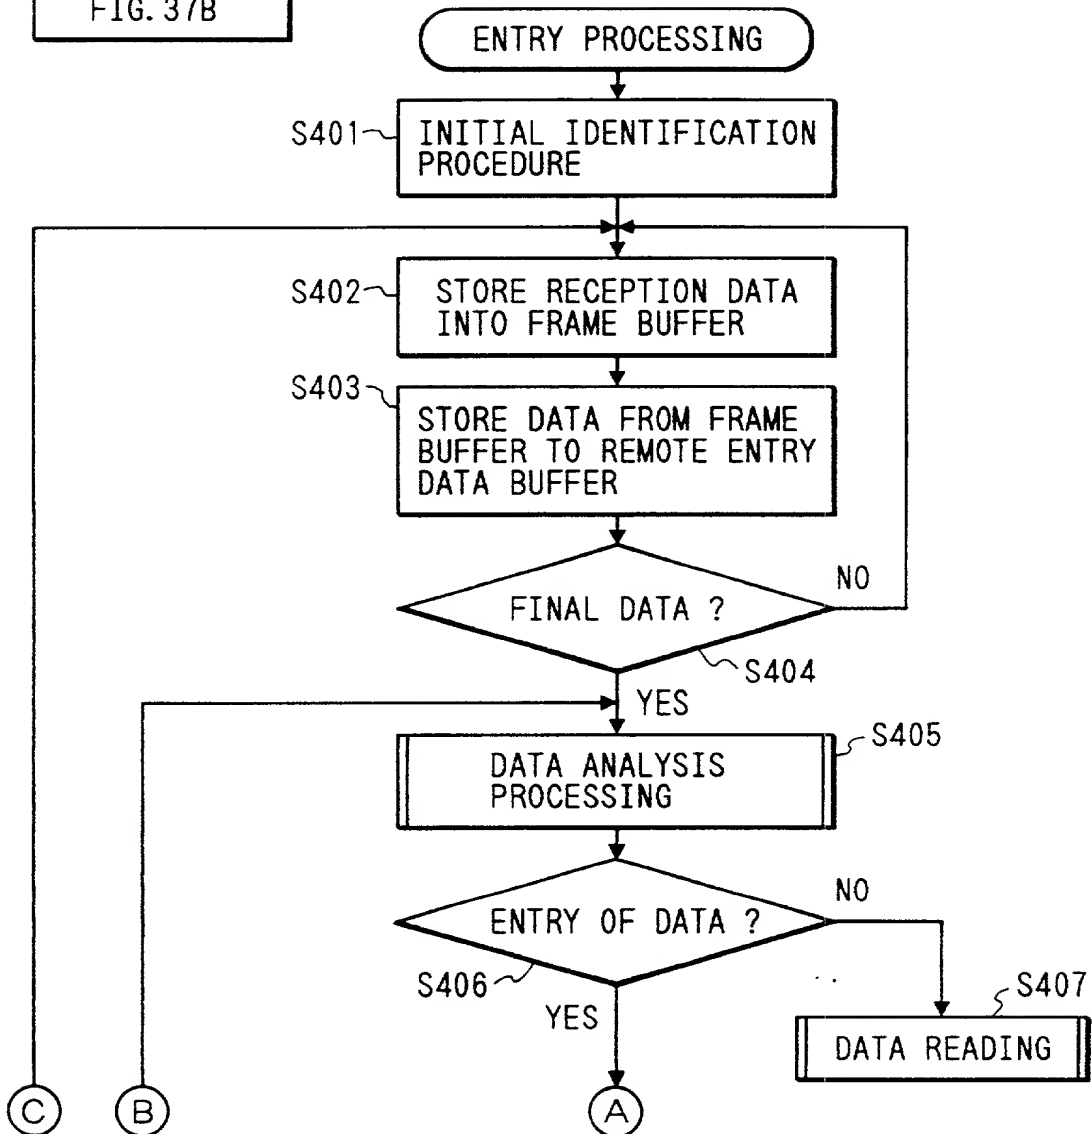 FIG. 37B
ENTRY PROCESSING
S401
INITIAL IDENTIFICATION
PROCEDURE
S402
STORE RECEPTION DATA
INTO FRAME BUFFER
S403
STORE DATA FROM FRAME
BUFFER TO REMOTE ENTRY
DATA BUFFER
NO
FINAL DATA ?
S404
YES
S405
DATA ANALYSIS
PROCESSING
NO
ENTRY OF DATA ?
S406
S407
YES
DATA READING
C
B
A